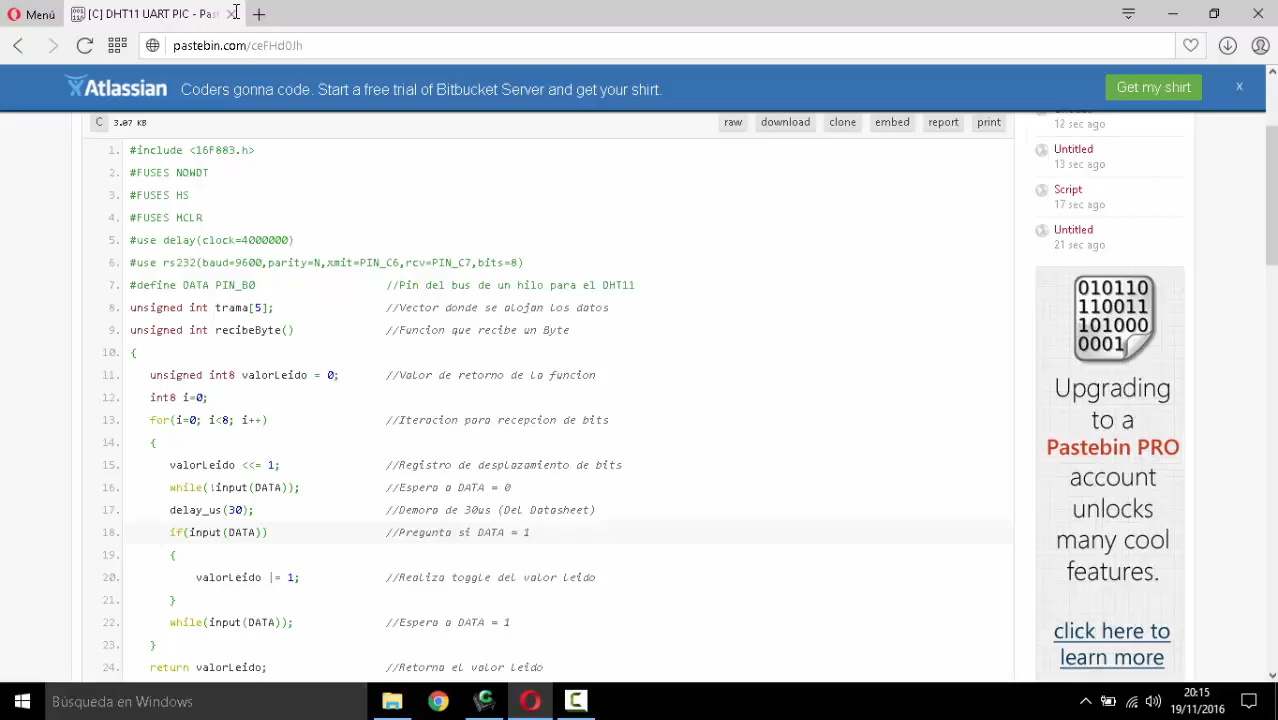 Menú
[C] DHT11 UART PIC - Past
pastebin.com/ceFHd0Jh
Atlassian
Coders gonna code. Start a free trial of Bitbucket Server and get your shirt.
Get my shirt
x
C 3.07 KB
raw download clone embed report print
1. #include <16F883.h>
2. #FUSES NOWDT
3. #FUSES HS
4. #FUSES MCLR
5. #use delay(clock=4000000)
6. #use rs232(baud=9600,parity=N,xmit=PIN_C6,rcv=PIN_C7,bits=8)
7. #define DATA PIN_B0 //Pin del bus de un hilo para el DHT11
8. unsigned int trama[5]; //Vector donde se alojan los datos
9. unsigned int recibeByte() //Funcion que recibe un Byte
10. {
11. unsigned int8 valorLeido = 0; //Valor de retorno de la funcion
12. int8 i=0;
13. for(i=0; i<8; i++) //Iteracion para recepcion de bits
14. {
15. valorLeido <<= 1; //Registro de desplazamiento de bits
16. while(!input(DATA)); //Espera a DATA = 0
17. delay_us(30); //Demora de 30us (Del Datasheet)
18. if(input(DATA)) //Pregunta si DATA = 1
19. {
20. valorLeido |= 1; //Realiza toggle del valor leido
21. }
22. while(input(DATA)); //Espera a DATA = 1
23. }
24. return valorLeido; //Retorna el valor leido
12 sec ago
Untitled
13 sec ago
Script
17 sec ago
Untitled
21 sec ago
010110
110011
101000
0001
Upgrading
to a
Pastebin PRO
account
unlocks
many cool
features.
click here to
learn more
Búsqueda en Windows
20:15
19/11/2016